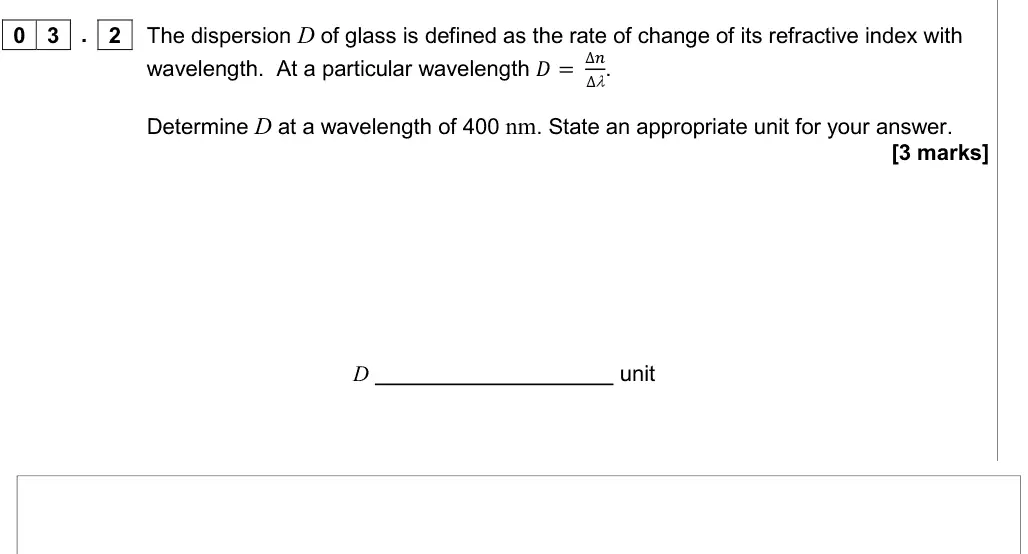 0 3 . 2 The dispersion D of glass is defined as the rate of change of its refractive index with
wavelength. At a particular wavelength D = Δn/Δλ.
Determine D at a wavelength of 400 nm. State an appropriate unit for your answer.
[3 marks]
D ____________________ unit